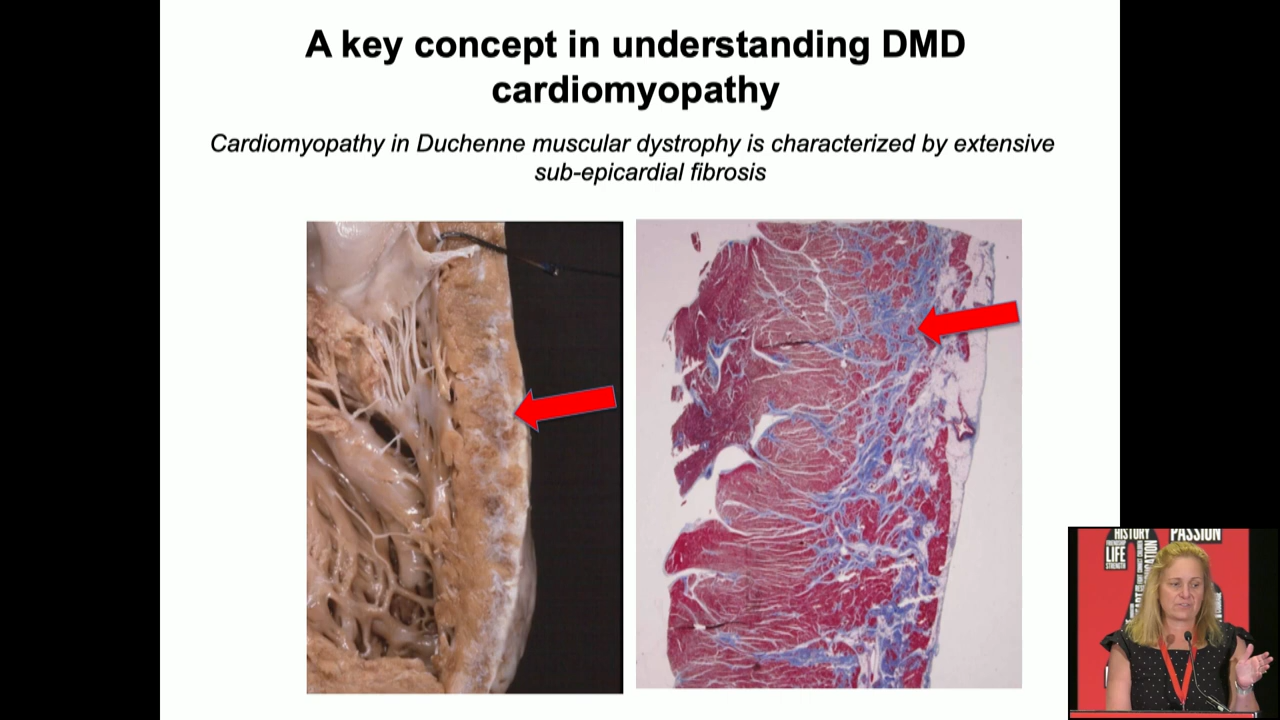 A key concept in understanding DMD
cardiomyopathy
Cardiomyopathy in Duchenne muscular dystrophy is characterized by extensive
sub-epicardial fibrosis
HISTORY
PASSION
LIFE
STRENGTH